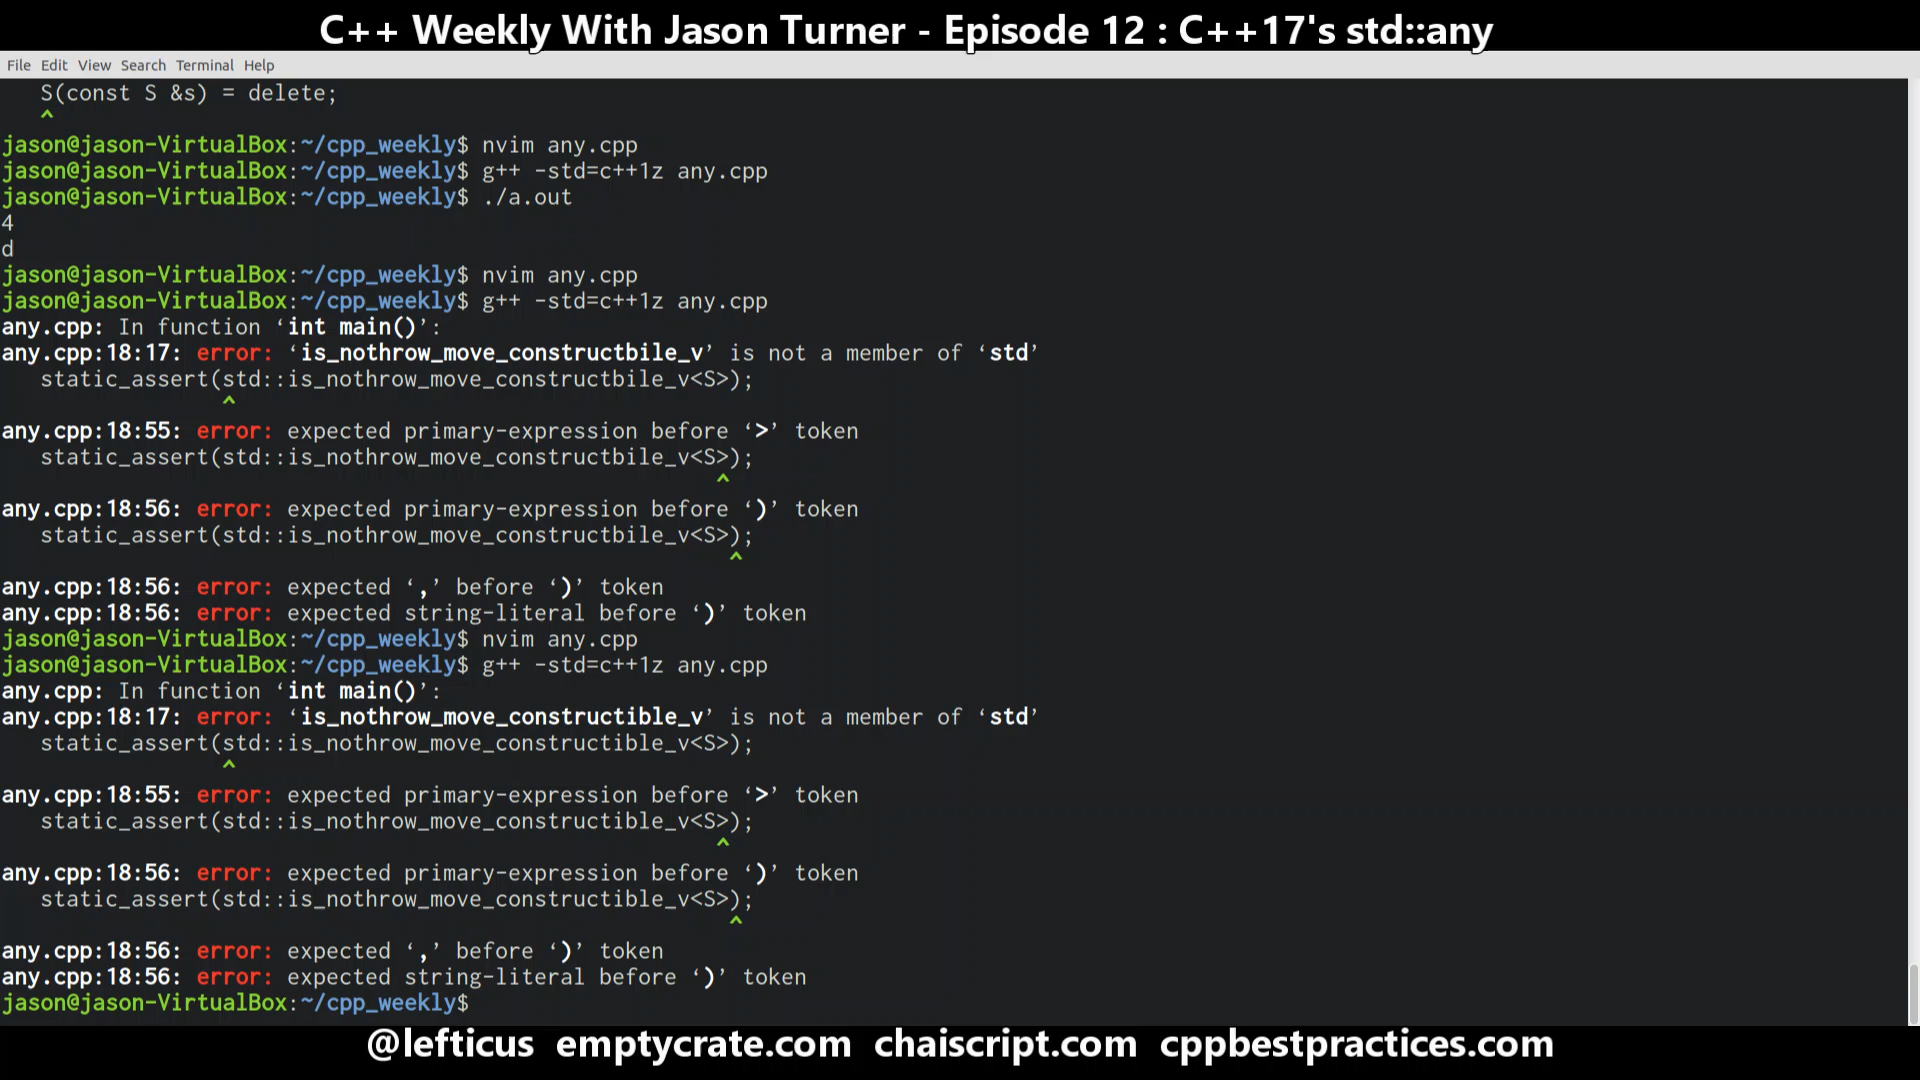 C++ Weekly With Jason Turner - Episode 12 : C++17's std::any
File Edit View Search Terminal Help
   S(const S &s) = delete;
   ^
jason@jason-VirtualBox:~/cpp_weekly$ nvim any.cpp
jason@jason-VirtualBox:~/cpp_weekly$ g++ -std=c++1z any.cpp
jason@jason-VirtualBox:~/cpp_weekly$ ./a.out
4
d
jason@jason-VirtualBox:~/cpp_weekly$ nvim any.cpp
jason@jason-VirtualBox:~/cpp_weekly$ g++ -std=c++1z any.cpp
any.cpp: In function ‘int main()’:
any.cpp:18:17: error: ‘is_nothrow_move_constructbile_v’ is not a member of ‘std’
   static_assert(std::is_nothrow_move_constructbile_v<S>);
                 ^
any.cpp:18:55: error: expected primary-expression before ‘>’ token
   static_assert(std::is_nothrow_move_constructbile_v<S>);
                                                       ^
any.cpp:18:56: error: expected primary-expression before ‘)’ token
   static_assert(std::is_nothrow_move_constructbile_v<S>);
                                                        ^
any.cpp:18:56: error: expected ‘,’ before ‘)’ token
any.cpp:18:56: error: expected string-literal before ‘)’ token
jason@jason-VirtualBox:~/cpp_weekly$ nvim any.cpp
jason@jason-VirtualBox:~/cpp_weekly$ g++ -std=c++1z any.cpp
any.cpp: In function ‘int main()’:
any.cpp:18:17: error: ‘is_nothrow_move_constructible_v’ is not a member of ‘std’
   static_assert(std::is_nothrow_move_constructible_v<S>);
                 ^
any.cpp:18:55: error: expected primary-expression before ‘>’ token
   static_assert(std::is_nothrow_move_constructible_v<S>);
                                                       ^
any.cpp:18:56: error: expected primary-expression before ‘)’ token
   static_assert(std::is_nothrow_move_constructible_v<S>);
                                                        ^
any.cpp:18:56: error: expected ‘,’ before ‘)’ token
any.cpp:18:56: error: expected string-literal before ‘)’ token
jason@jason-VirtualBox:~/cpp_weekly$
@lefticus emptycrate.com chaiscript.com cppbestpractices.com